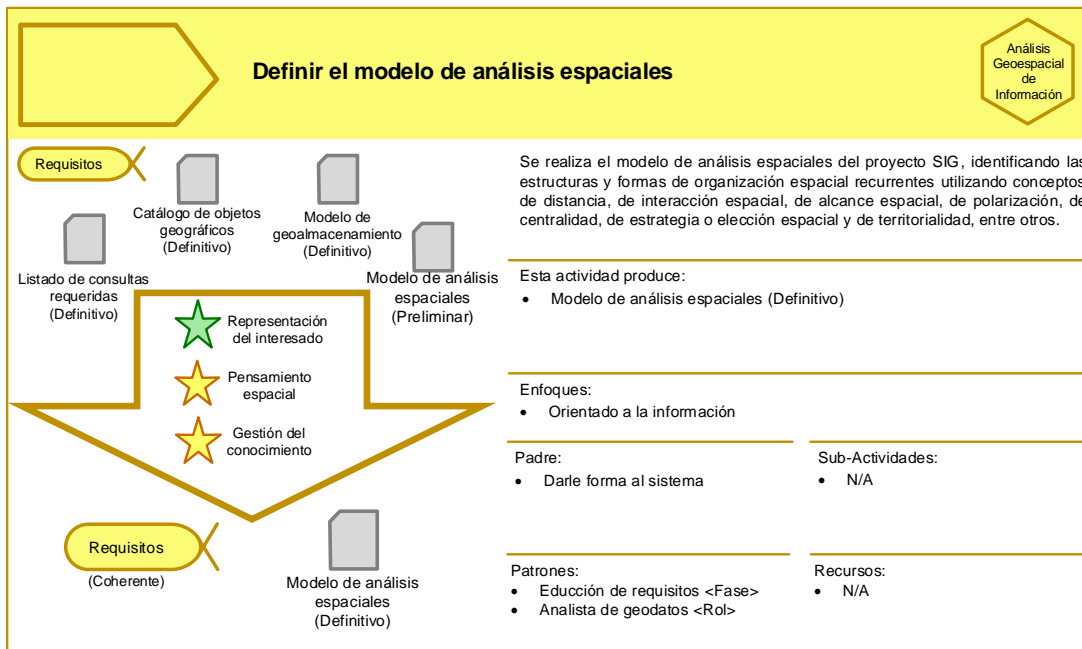 Definir el modelo de análisis espaciales
Análisis
Geoespacial
de
Información
Requisitos
Catálogo de objetos
geográficos
(Definitivo)
Modelo de
geoalmacenamiento
(Definitivo)
Listado de consultas
requeridas
(Definitivo)
Modelo de análisis
espaciales
(Preliminar)
Representación
del interesado
Pensamiento
espacial
Gestión del
conocimiento
Requisitos
(Coherente)
Modelo de análisis
espaciales
(Definitivo)
Se realiza el modelo de análisis espaciales del proyecto SIG, identificando las
estructuras y formas de organización espacial recurrentes utilizando conceptos
de distancia, de interacción espacial, de alcance espacial, de polarización, de
centralidad, de estrategia o elección espacial y de territorialidad, entre otros.
Esta actividad produce:
• Modelo de análisis espaciales (Definitivo)
Enfoques:
• Orientado a la información
Padre:
• Darle forma al sistema
Sub-Actividades:
• N/A
Patrones:
• Educción de requisitos <Fase>
• Analista de geodatos <Rol>
Recursos:
• N/A